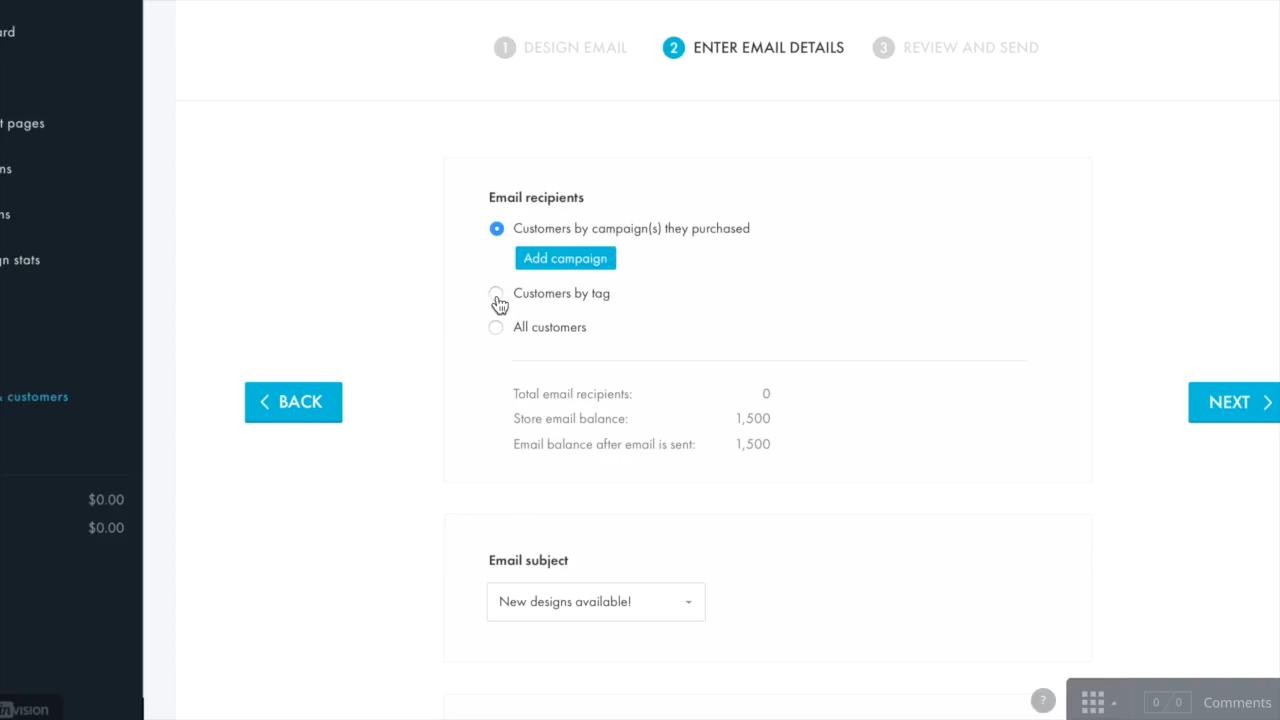 ard
1 DESIGN EMAIL 2 ENTER EMAIL DETAILS 3 REVIEW AND SEND
t pages
ns
ns
gn stats
& customers
$0.00
$0.00
Email recipients
Customers by campaign(s) they purchased
Add campaign
Customers by tag
All customers
Total email recipients: 0
Store email balance: 1,500
Email balance after email is sent: 1,500
BACK
NEXT
Email subject
New designs available!
invision
?
0 / 0 Comments